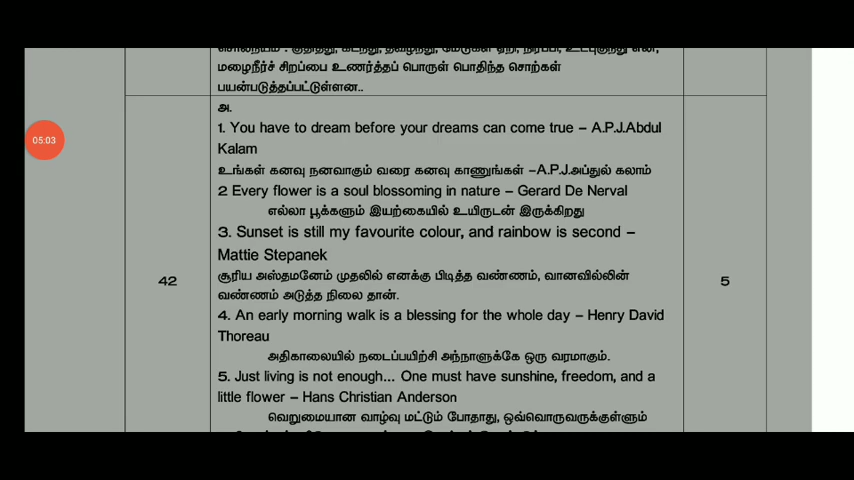 மழைநீர்ச் சிறப்பை உணர்த்தப் பொருள் பொதிந்த சொற்கள்
பயன்படுத்தப்பட்டுள்ளன..
அ.
05:03
1. You have to dream before your dreams can come true – A.P.J.Abdul
Kalam
உங்கள் கனவு நனவாகும் வரை கனவு காணுங்கள் –A.P.J.அப்துல் கலாம்
2 Every flower is a soul blossoming in nature – Gerard De Nerval
எல்லா பூக்களும் இயற்கையில் உயிருடன் இருக்கிறது
3. Sunset is still my favourite colour, and rainbow is second –
Mattie Stepanek
சூரிய அஸ்தமனேம் முதலில் எனக்கு பிடித்த வண்ணம், வானவில்லின்
42
5
வண்ணம் அடுத்த நிலை தான்.
4. An early morning walk is a blessing for the whole day – Henry David
Thoreau
அதிகாலையில் நடைப்பயிற்சி அந்நாளுக்கே ஒரு வரமாகும்.
5. Just living is not enough... One must have sunshine, freedom, and a
little flower – Hans Christian Anderson
வெறுமையான வாழ்வு மட்டும் போதாது, ஒவ்வொருவருக்குள்ளும்